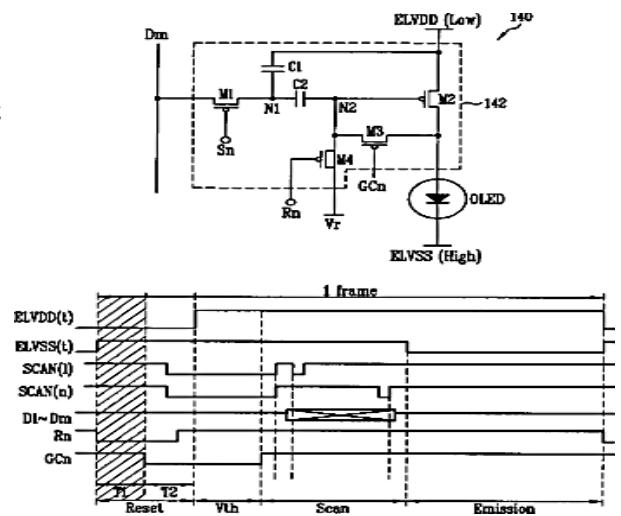 ELVDD (Low)
140
Dm
C1
M1
C2
M2
N1
N2
142
M3
Sn
M4
GCn
Rn
OLED
Vr
ELVSS (High)
1 frame
ELVDD(t)
ELVSS(t)
SCAN(1)
SCAN(n)
D1~Dm
Rn
GCn
T1
T2
Reset
Vth
Scan
Emission